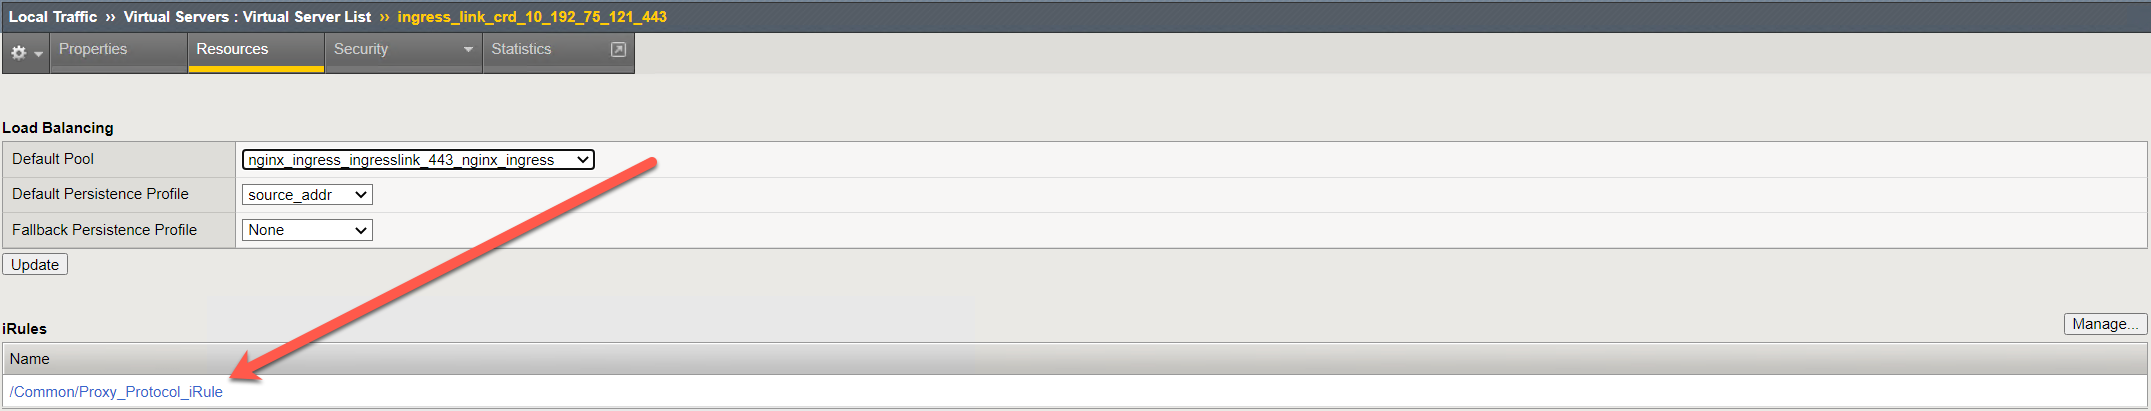 Local Traffic ›› Virtual Servers : Virtual Server List ›› ingress_link_crd_10_192_75_121_443
Properties Resources Security Statistics
Load Balancing
Default Pool nginx_ingress_ingresslink_443_nginx_ingress
Default Persistence Profile source_addr
Fallback Persistence Profile None
Update
iRules Manage...
Name
/Common/Proxy_Protocol_iRule